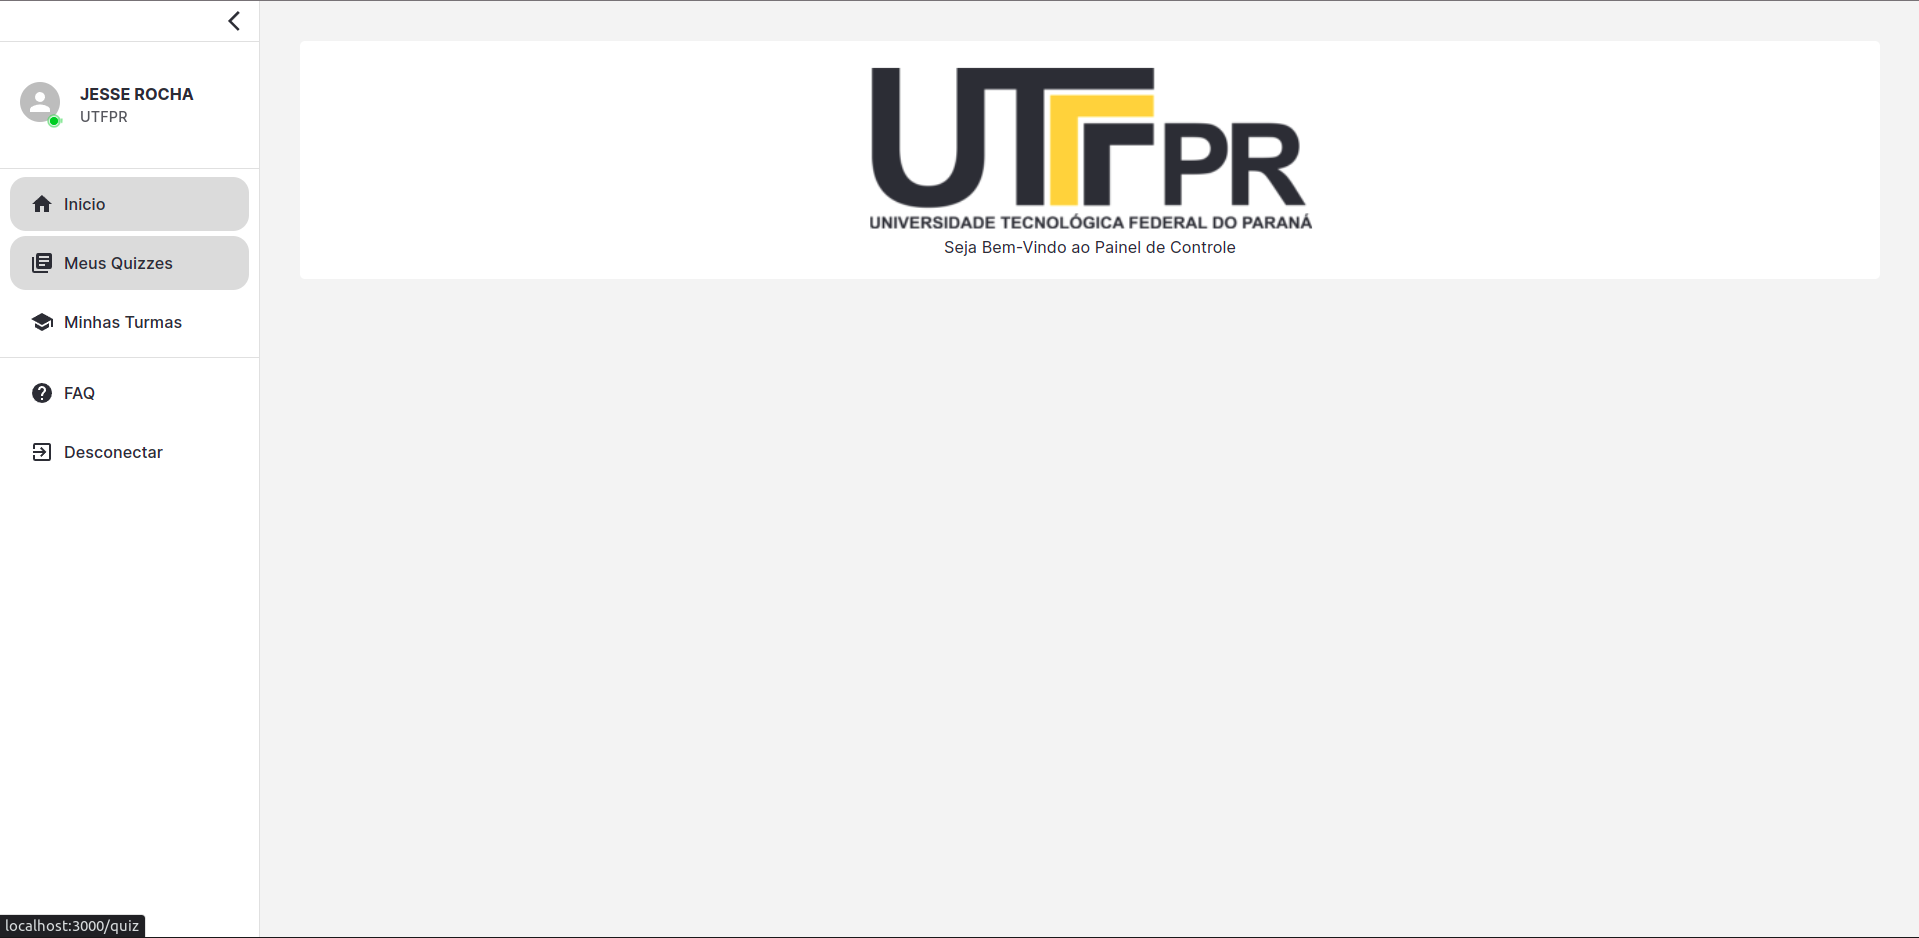 JESSE ROCHA
UTFPR
Inicio
Meus Quizzes
Minhas Turmas
FAQ
Desconectar
UTFPR
UNIVERSIDADE TECNOLÓGICA FEDERAL DO PARANÁ
Seja Bem-Vindo ao Painel de Controle
localhost:3000/quiz